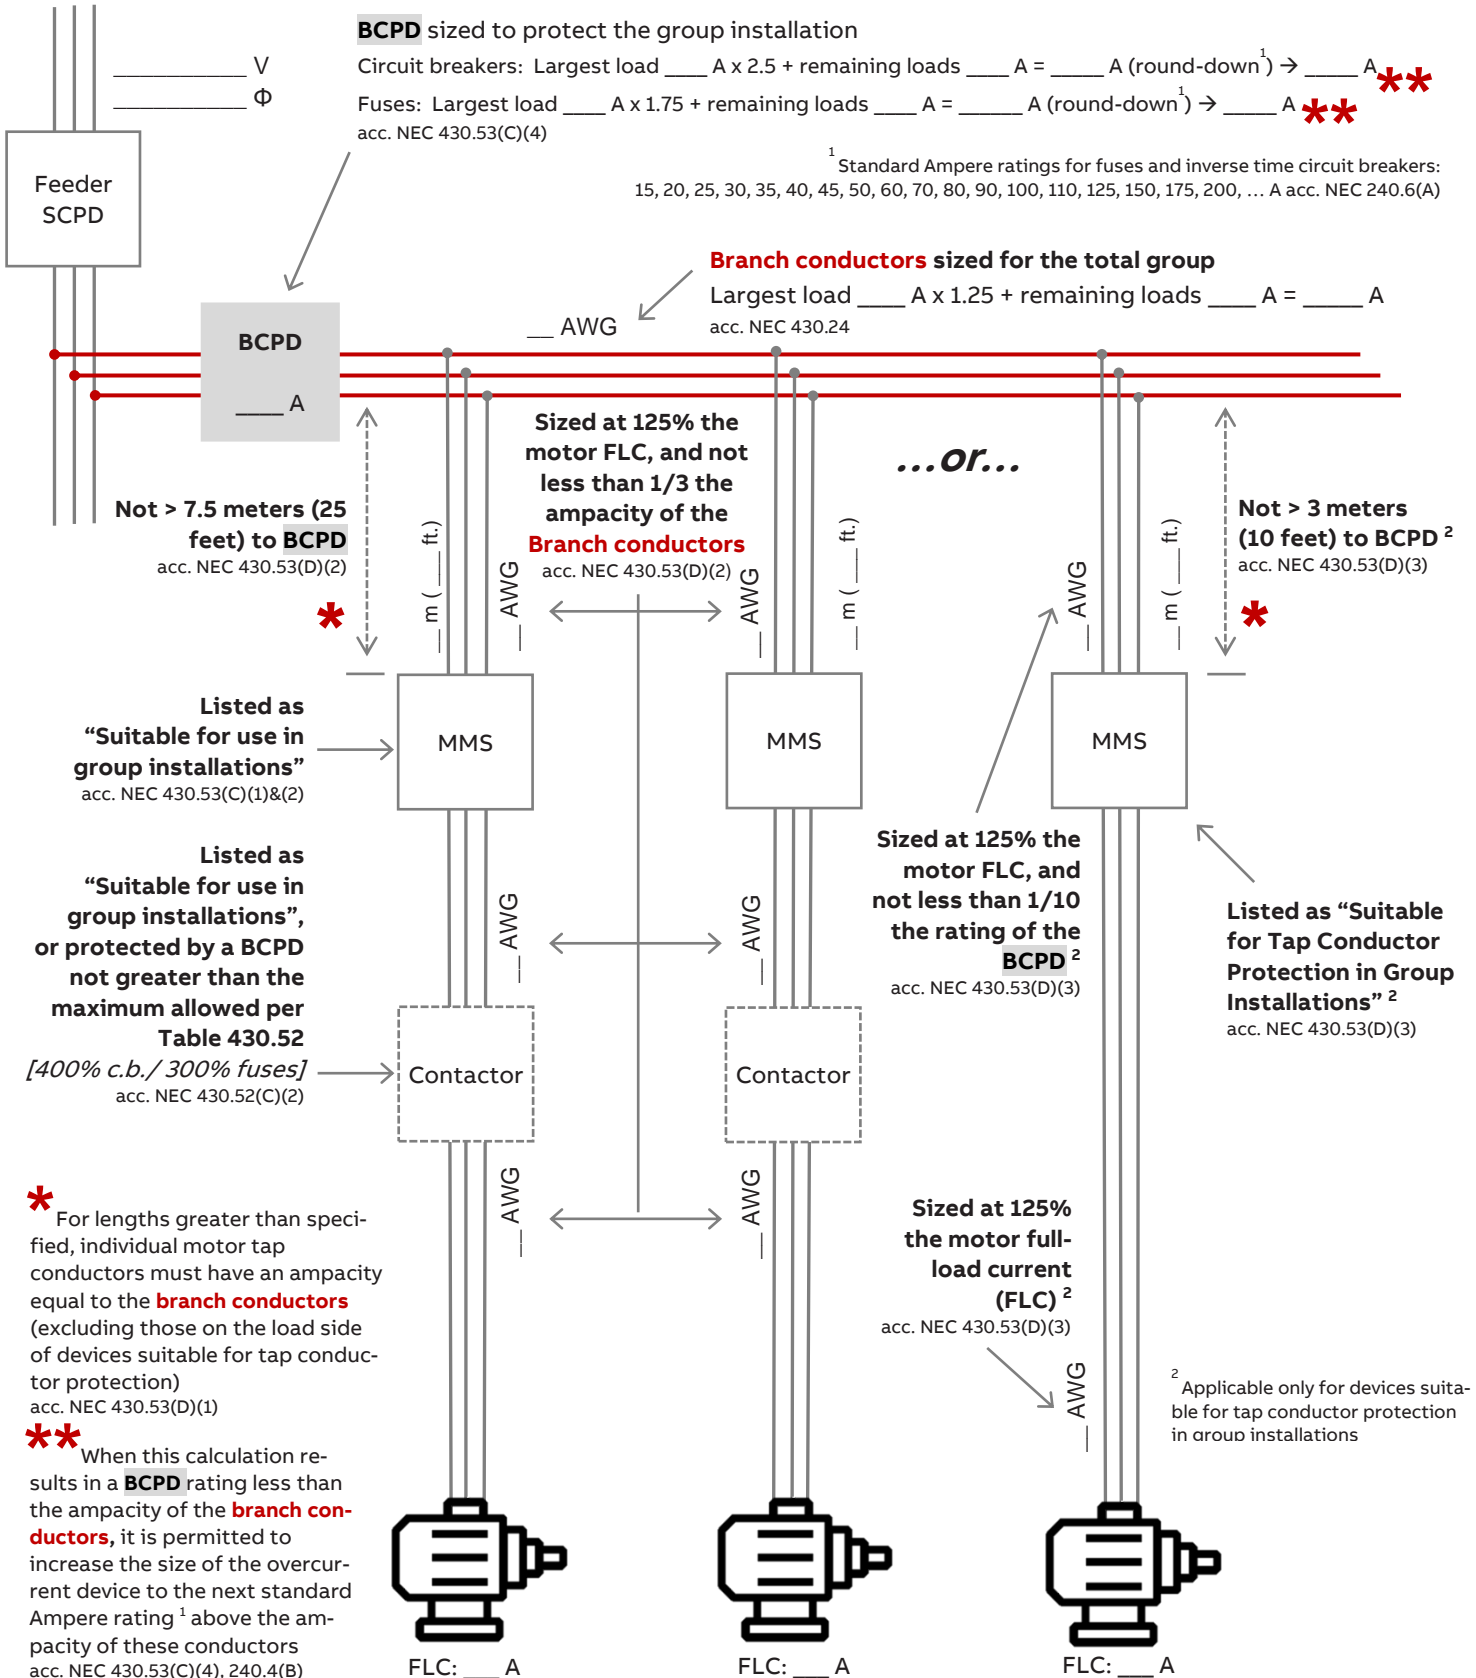 BCPD sized to protect the group installation
Circuit breakers: Largest load ____ A x 2.5 + remaining loads ____ A = _____ A (round-down¹) → _____ A **
Fuses: Largest load ____ A x 1.75 + remaining loads ____ A = ______ A (round-down¹) → _____ A **
acc. NEC 430.53(C)(4)
___________ V
___________ Φ
¹ Standard Ampere ratings for fuses and inverse time circuit breakers:
15, 20, 25, 30, 35, 40, 45, 50, 60, 70, 80, 90, 100, 110, 125, 150, 175, 200, … A acc. NEC 240.6(A)
Feeder
SCPD
Branch conductors sized for the total group
Largest load ____ A x 1.25 + remaining loads ____ A = _____ A
acc. NEC 430.24
__ AWG
BCPD
____ A
Not > 7.5 meters (25
feet) to BCPD
acc. NEC 430.53(D)(2)
*
__ m ( ___ ft.)
__ AWG
Sized at 125% the
motor FLC, and not
less than 1/3 the
ampacity of the
Branch conductors
acc. NEC 430.53(D)(2)
__ AWG
__ m ( ___ ft.)
...or...
__ AWG
__ m ( ___ ft.)
Not > 3 meters
(10 feet) to BCPD ²
acc. NEC 430.53(D)(3)
*
Listed as
“Suitable for use in
group installations”
acc. NEC 430.53(C)(1)&(2)
MMS
MMS
MMS
Listed as
“Suitable for use in
group installations”,
or protected by a BCPD
not greater than the
maximum allowed per
Table 430.52
[400% c.b./ 300% fuses]
acc. NEC 430.52(C)(2)
__ AWG
__ AWG
Sized at 125% the
motor FLC, and
not less than 1/10
the rating of the
BCPD ²
acc. NEC 430.53(D)(3)
Listed as “Suitable
for Tap Conductor
Protection in Group
Installations” ²
acc. NEC 430.53(D)(3)
Contactor
Contactor
__ AWG
__ AWG
Sized at 125%
the motor full-
load current
(FLC) ²
acc. NEC 430.53(D)(3)
__ AWG
² Applicable only for devices suita-
ble for tap conductor protection
in group installations
* For lengths greater than speci-
fied, individual motor tap
conductors must have an ampacity
equal to the branch conductors
(excluding those on the load side
of devices suitable for tap conduc-
tor protection)
acc. NEC 430.53(D)(1)
** When this calculation re-
sults in a BCPD rating less than
the ampacity of the branch con-
ductors, it is permitted to
increase the size of the overcur-
rent device to the next standard
Ampere rating ¹ above the am-
pacity of these conductors
acc. NEC 430.53(C)(4), 240.4(B)
FLC: ___ A
FLC: ___ A
FLC: ___ A